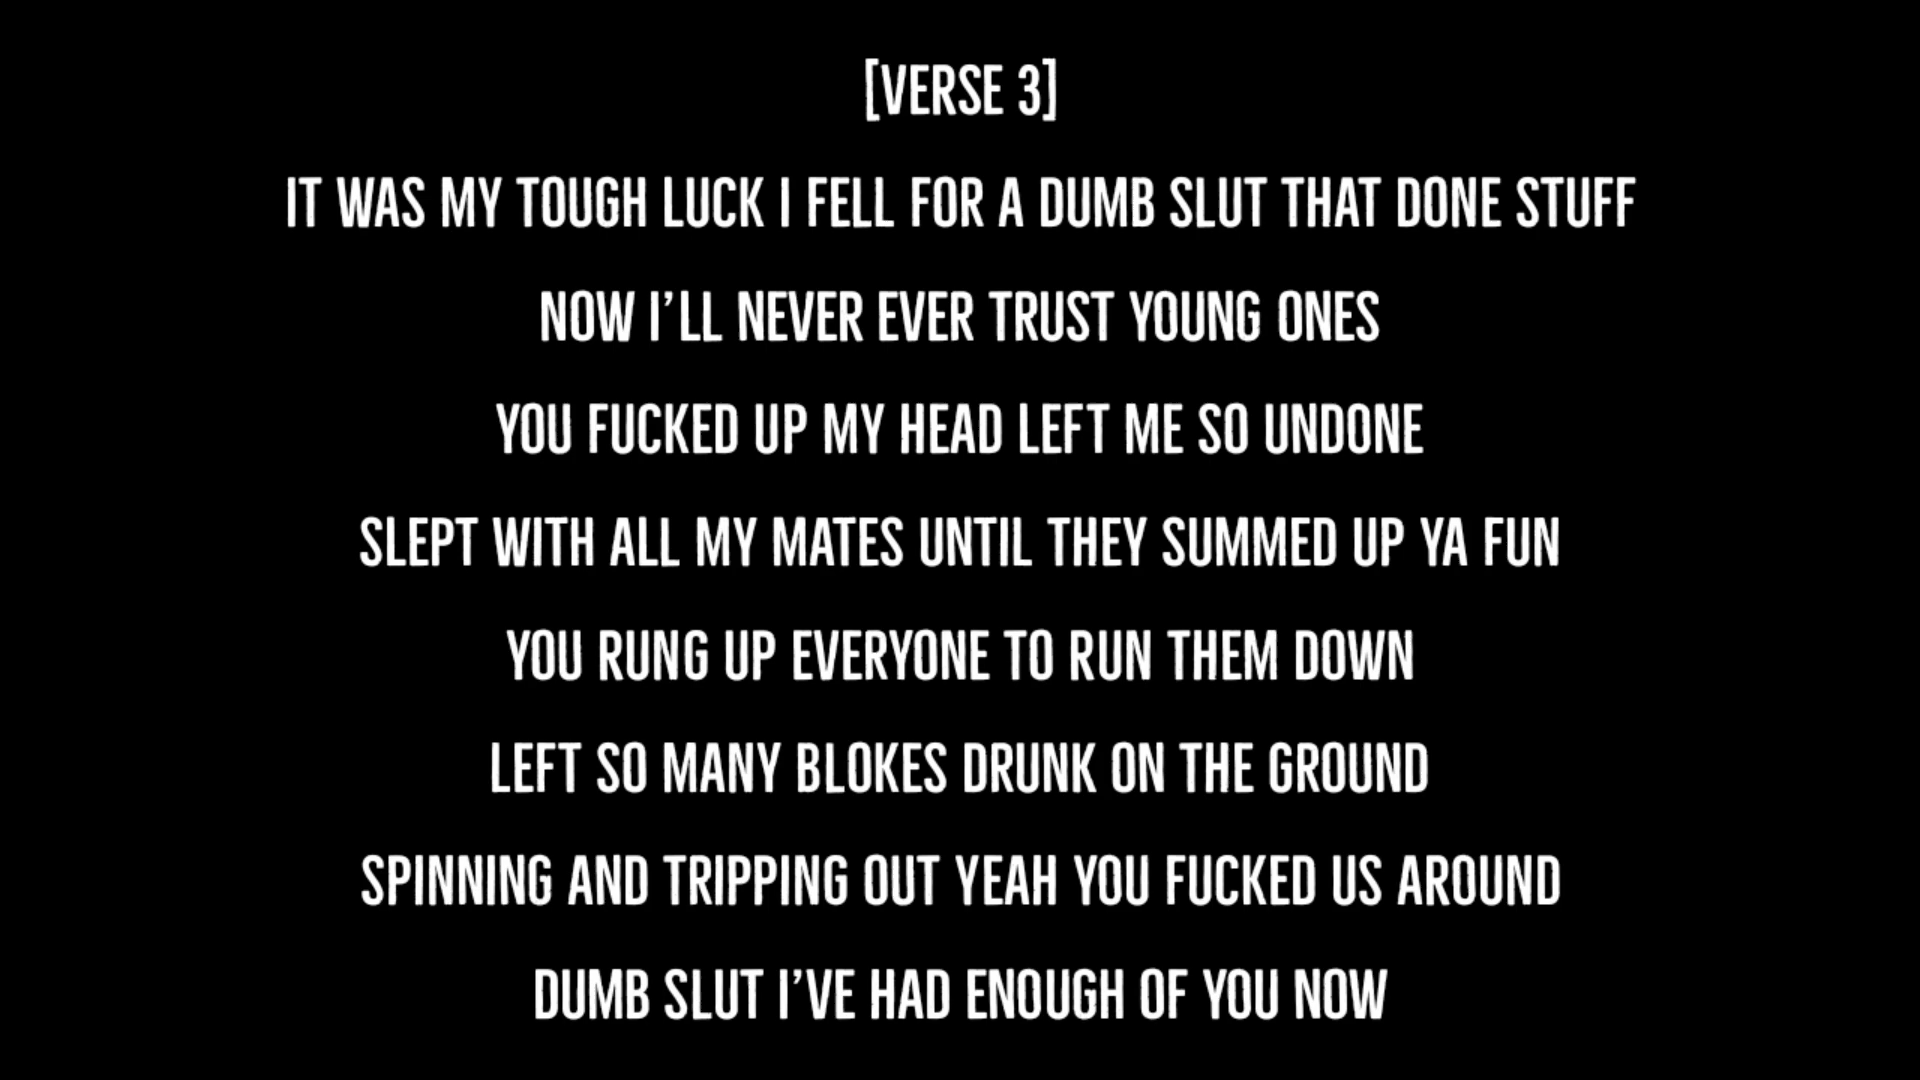 [VERSE 3]
IT WAS MY TOUGH LUCK I FELL FOR A DUMB SLUT THAT DONE STUFF
NOW I'LL NEVER EVER TRUST YOUNG ONES
YOU FUCKED UP MY HEAD LEFT ME SO UNDONE
SLEPT WITH ALL MY MATES UNTIL THEY SUMMED UP YA FUN
YOU RUNG UP EVERYONE TO RUN THEM DOWN
LEFT SO MANY BLOKES DRUNK ON THE GROUND
SPINNING AND TRIPPING OUT YEAH YOU FUCKED US AROUND
DUMB SLUT I'VE HAD ENOUGH OF YOU NOW